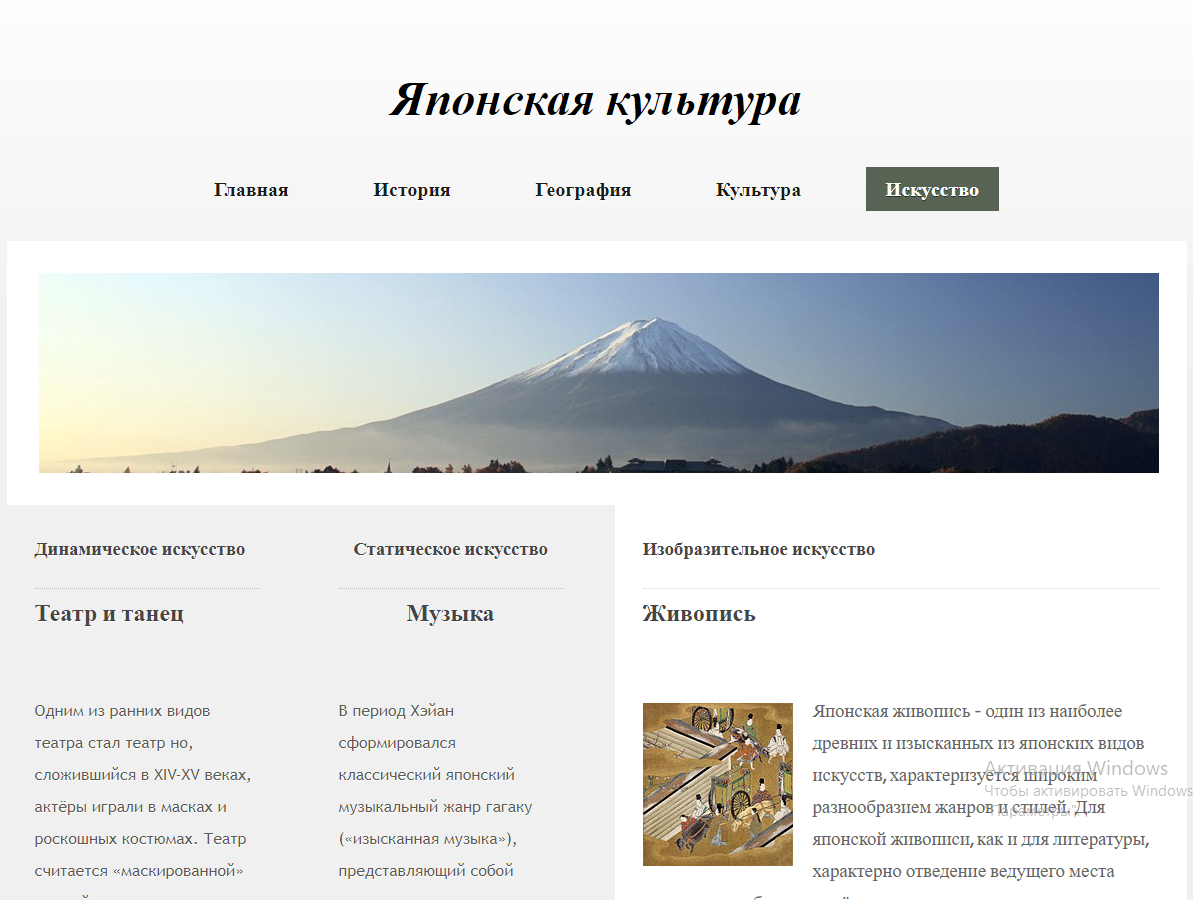 Японская культура
Главная
История
География
Культура
Искусство
Динамическое искусство
Театр и танец
Одним из ранних видов
театра стал театр но,
сложившийся в XIV-XV веках,
актёры играли в масках и
роскошных костюмах. Театр
считается «маскированной»
Статическое искусство
Музыка
В период Хэйан
сформировался
классический японский
музыкальный жанр гагаку
(«изысканная музыка»),
представляющий собой
Изобразительное искусство
Живопись
Японская живопись - один из наиболее
древних и изысканных из японских видов
искусств, характеризуется широким
разнообразием жанров и стилей. Для
японской живописи, как и для литературы,
характерно отведение ведущего места
Активация Windows
Чтобы активировать Windows
"Параметры".